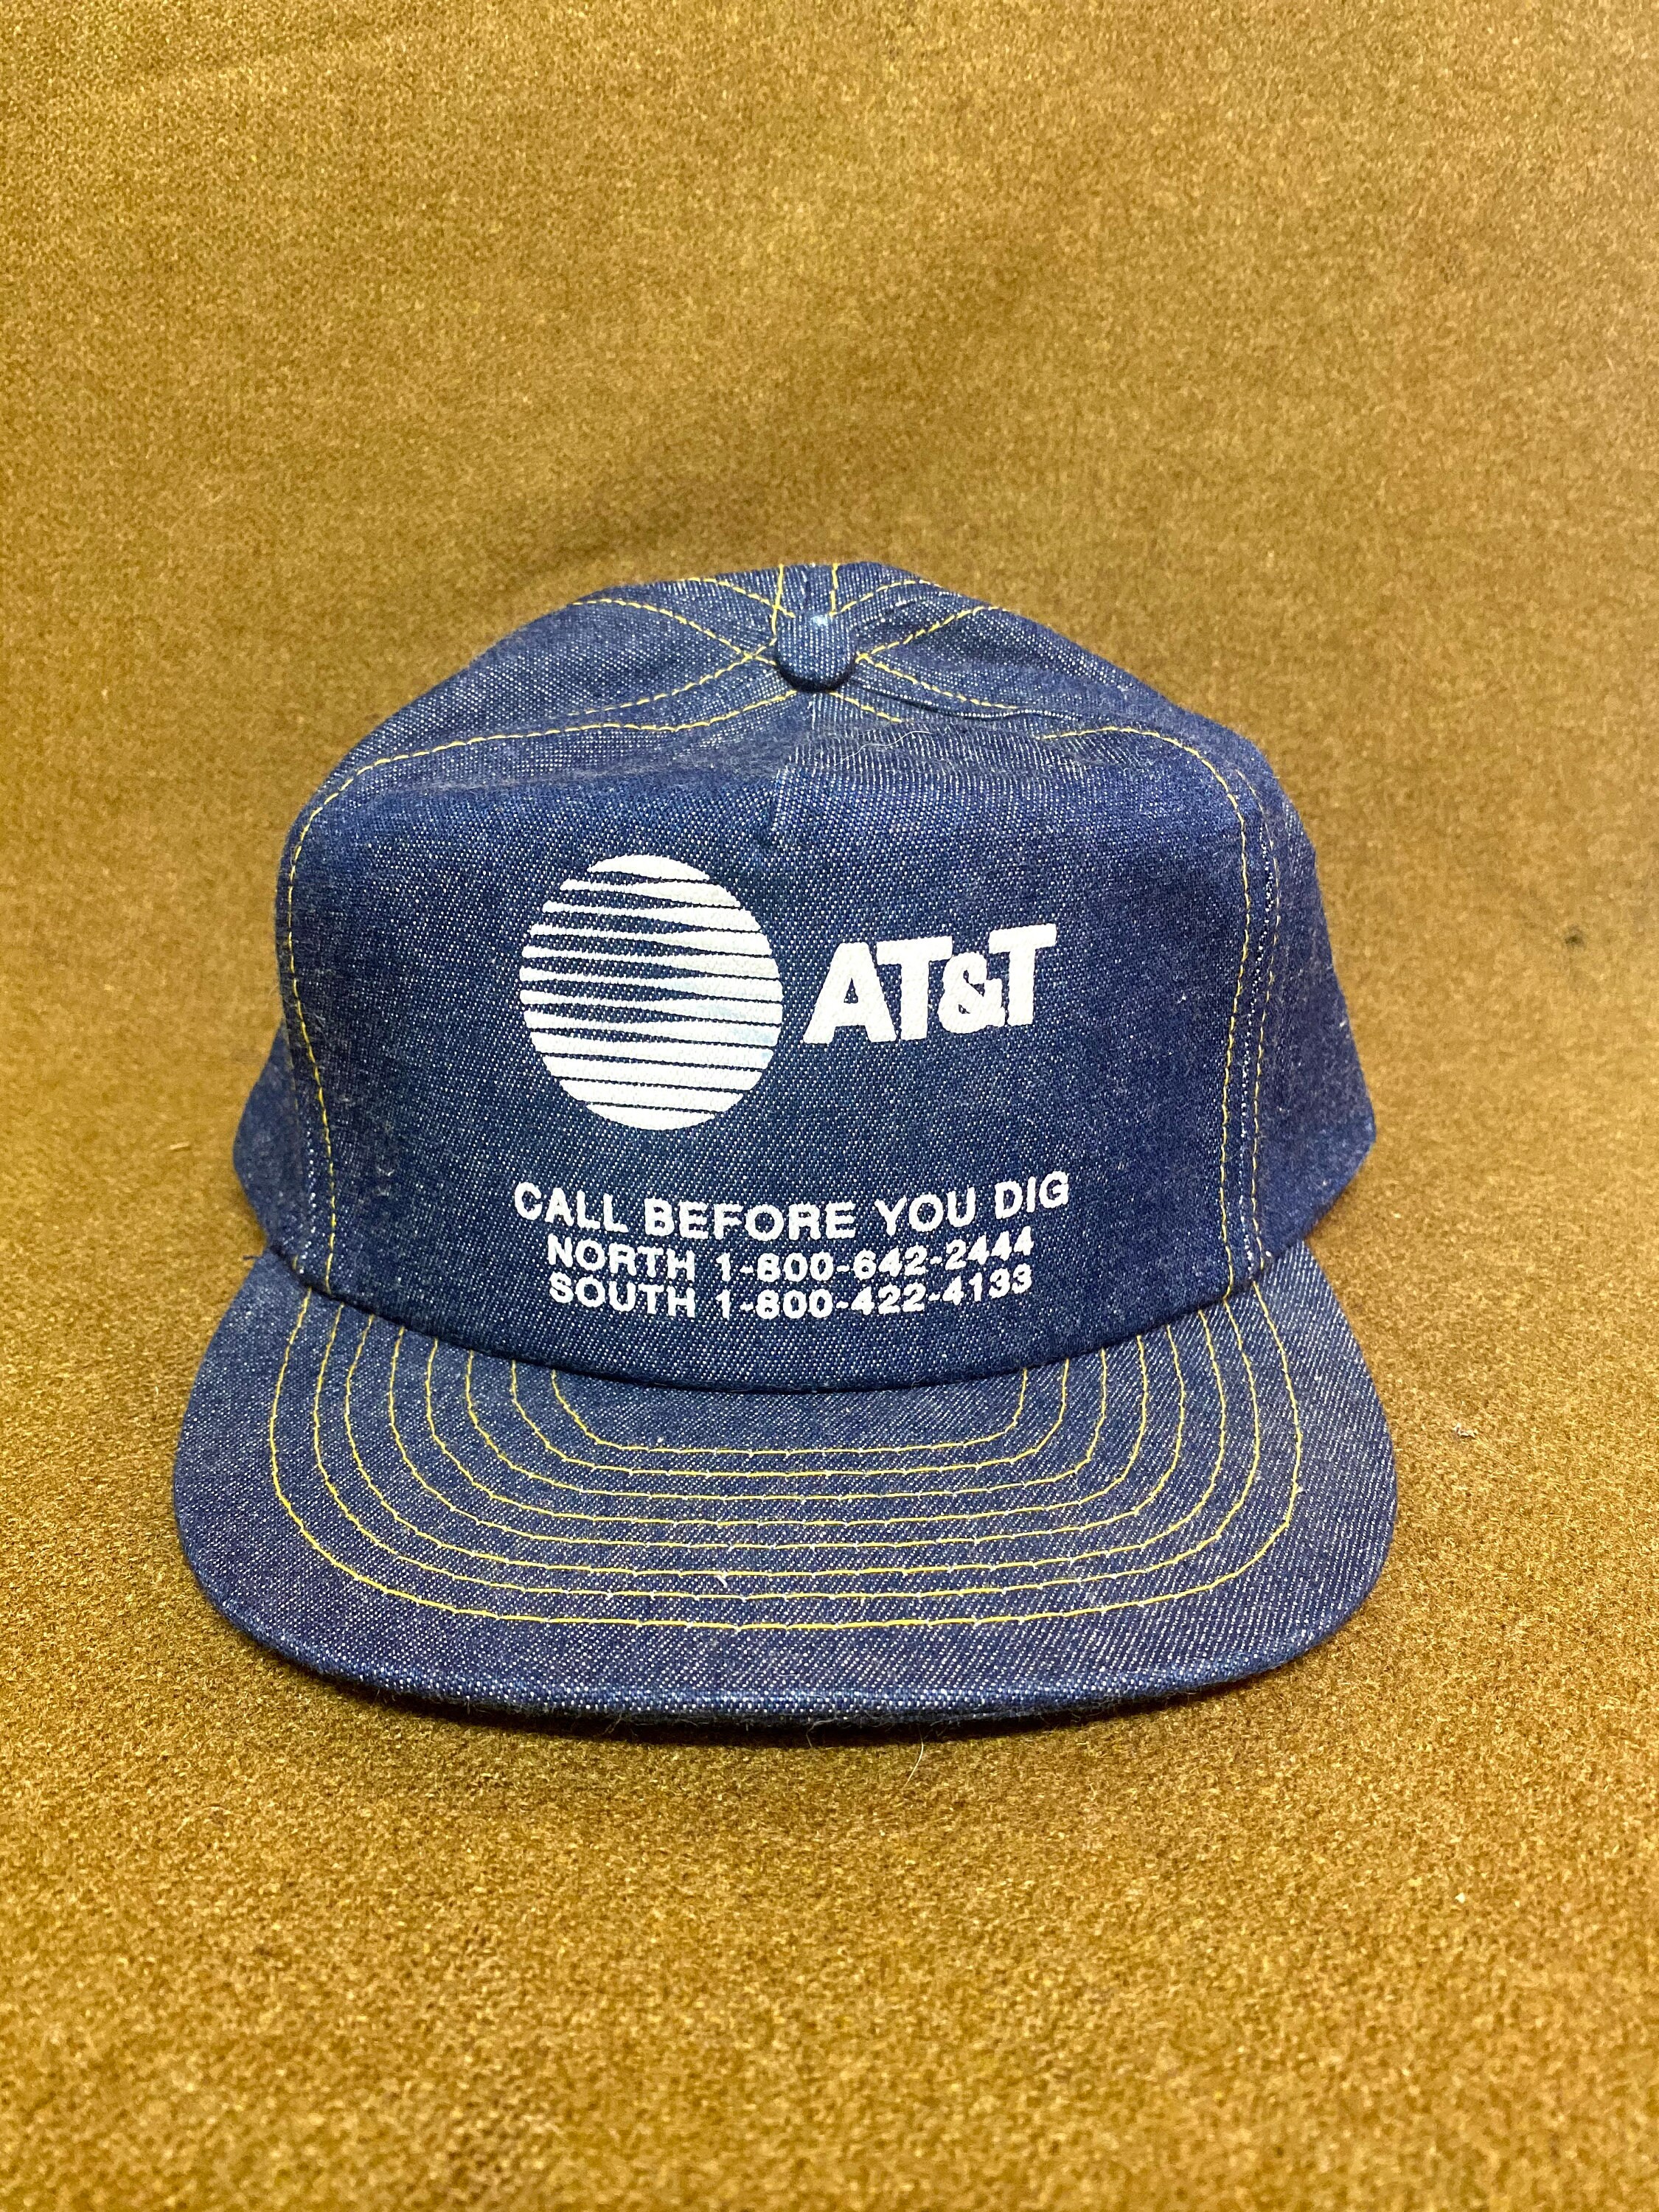 AT&T
CALL BEFORE YOU DIG
NORTH 1-800-642-2444
SOUTH 1-800-422-4133